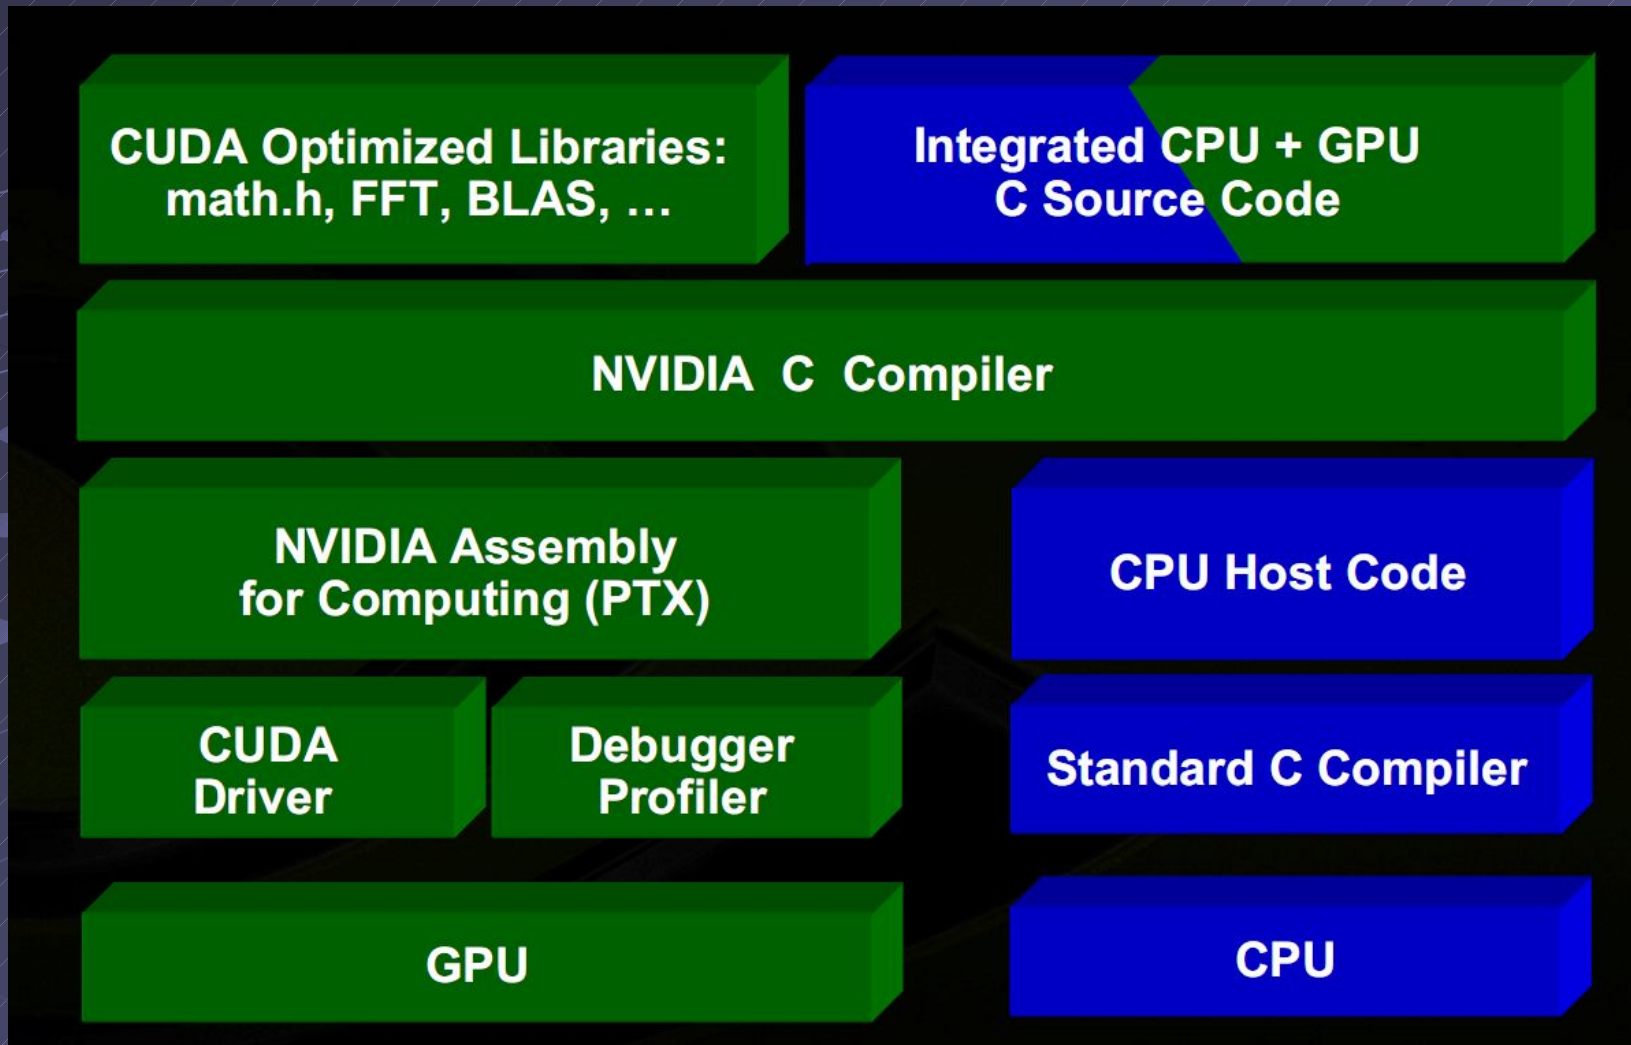 CUDA Optimized Libraries:
math.h, FFT, BLAS, …
Integrated CPU + GPU
C Source Code
NVIDIA C Compiler
NVIDIA Assembly
for Computing (PTX)
CPU Host Code
CUDA
Driver
Debugger
Profiler
Standard C Compiler
GPU
CPU